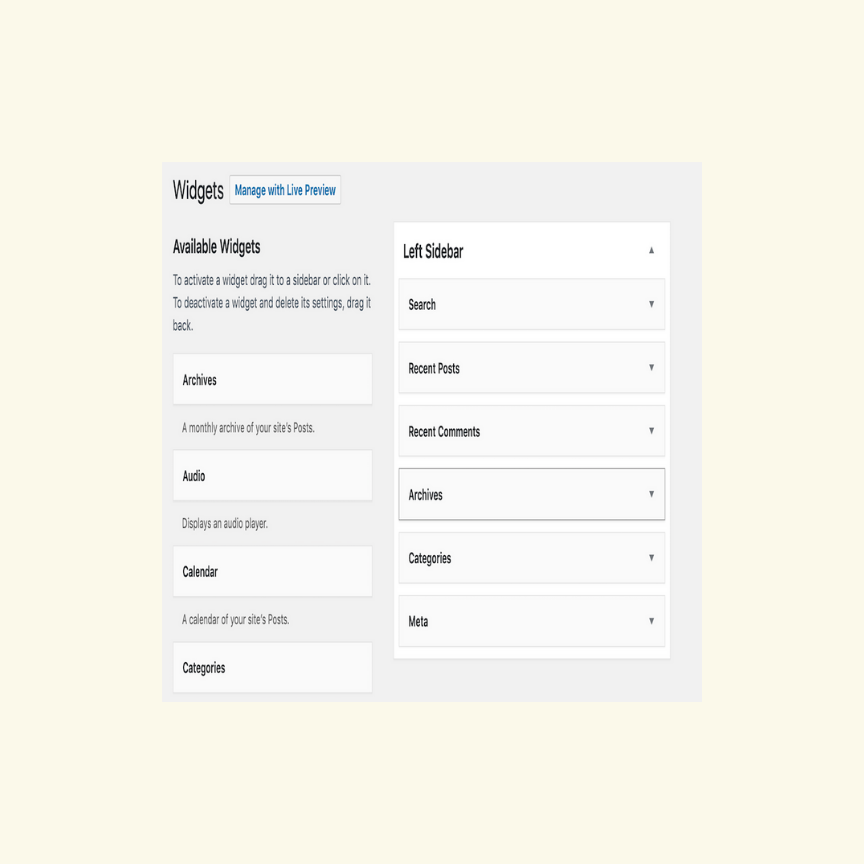 Widgets Manage with Live Preview
Available Widgets
To activate a widget drag it to a sidebar or click on it.
To deactivate a widget and delete its settings, drag it
back.
Archives
A monthly archive of your site's Posts.
Audio
Displays an audio player.
Calendar
A calendar of your site's Posts.
Categories
Left Sidebar
Search
Recent Posts
Recent Comments
Archives
Categories
Meta